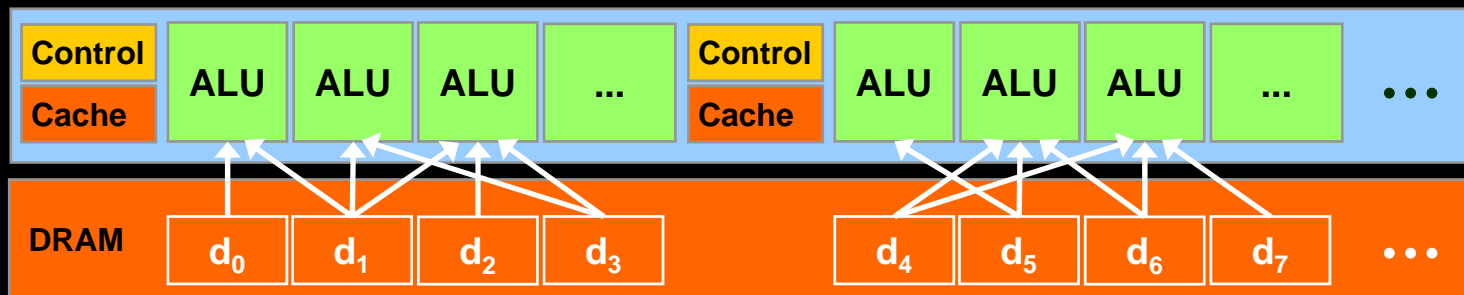 Control ALU ALU ALU ... Control ALU ALU ALU ... ...
Cache Cache
DRAM d0 d1 d2 d3 d4 d5 d6 d7 ...